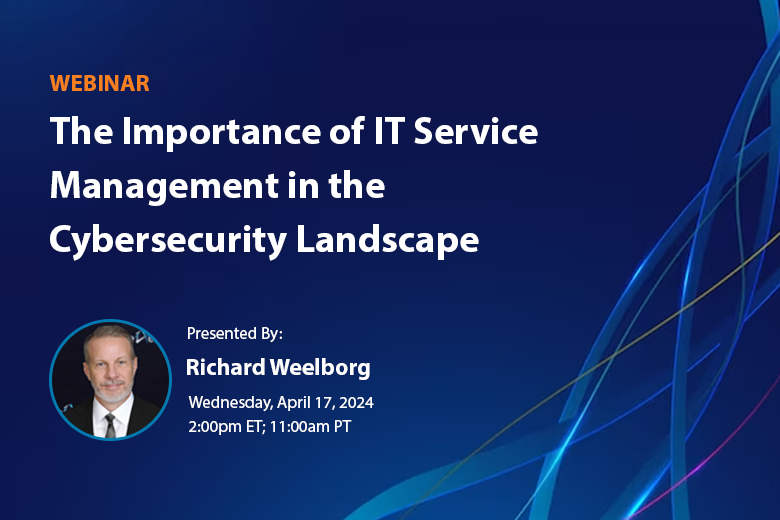 WEBINAR
The Importance of IT Service
Management in the
Cybersecurity Landscape
Presented By:
Richard Weelborg
Wednesday, April 17, 2024
2:00pm ET; 11:00am PT